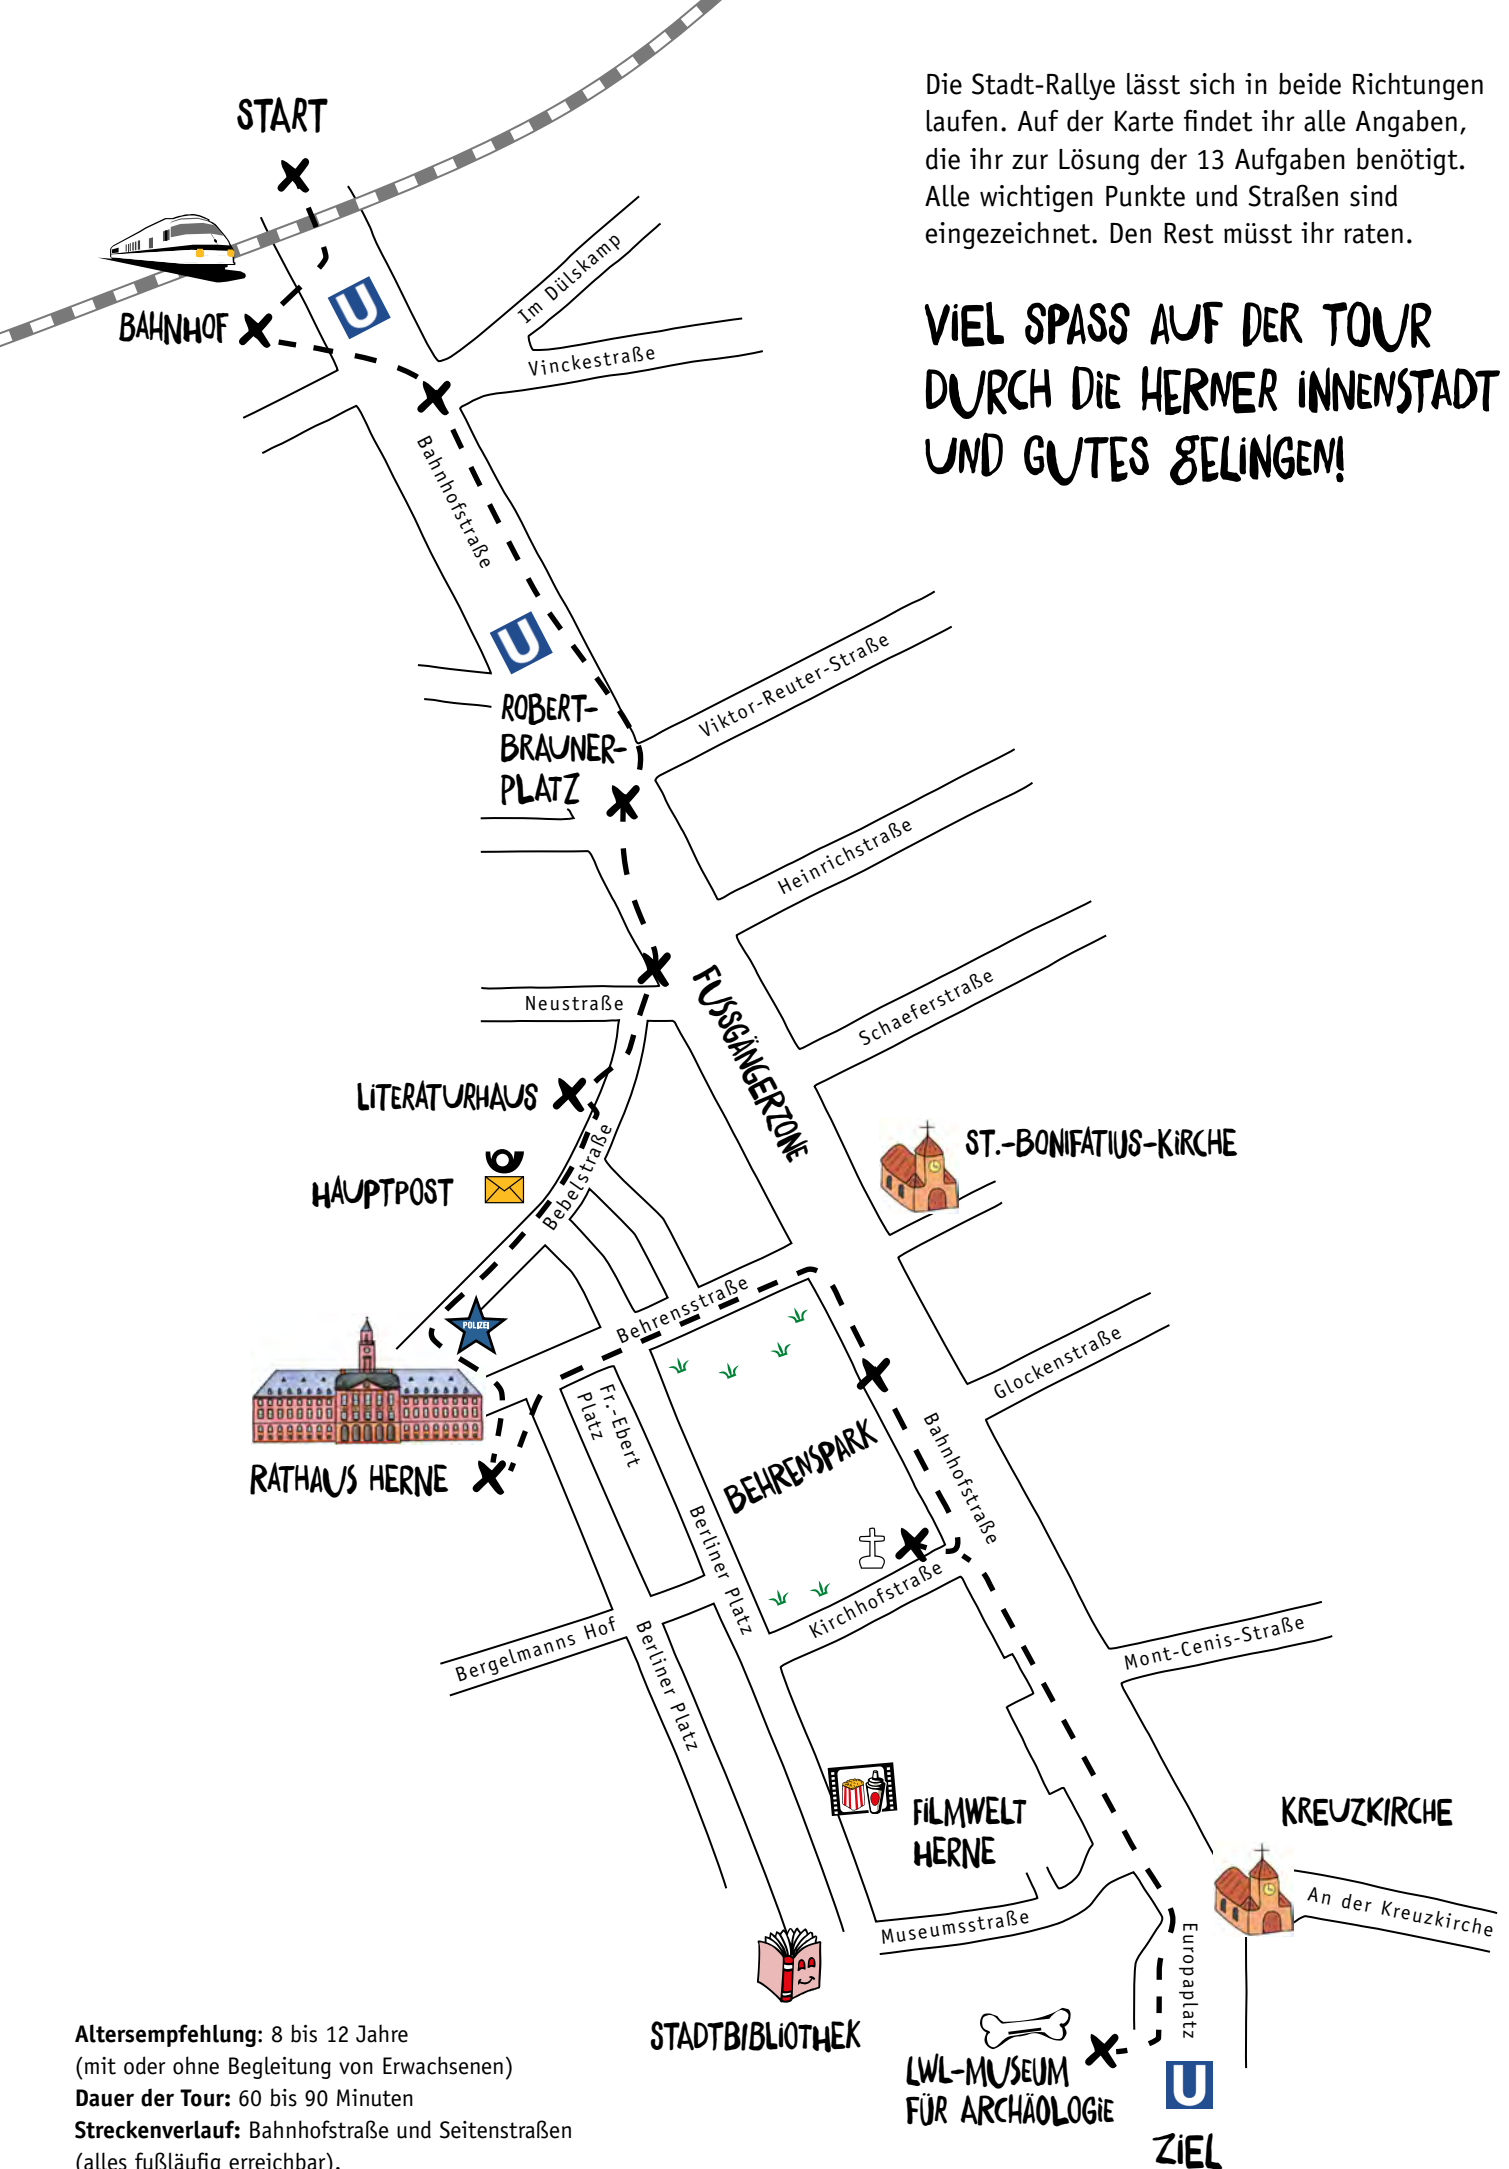 Die Stadt-Rallye lässt sich in beide Richtungen
laufen. Auf der Karte findet ihr alle Angaben,
die ihr zur Lösung der 13 Aufgaben benötigt.
Alle wichtigen Punkte und Straßen sind
eingezeichnet. Den Rest müsst ihr raten.
VIEL SPASS AUF DER TOUR
DURCH DIE HERNER INNENSTADT
UND GUTES GELINGEN!
START
BAHNHOF
U
Im Dülskamp
Vinckestraße
Bahnhofstraße
U
ROBERT-
BRAUNER-
PLATZ
Viktor-Reuter-Straße
Heinrichstraße
Schaeferstraße
Neustraße
FUSSGÄNGERZONE
LITERATURHAUS
HAUPTPOST
Bebelstraße
ST.-BONIFATIUS-KIRCHE
POLIZEI
Behrensstraße
RATHAUS HERNE
Fr.-Ebert
Platz
Glockenstraße
BEHRENSPARK
Bahnhofstraße
Berliner Platz
Kirchhofstraße
Bergelmanns Hof
Berliner Platz
Mont-Cenis-Straße
FILMWELT
HERNE
KREUZKIRCHE
An der Kreuzkirche
Museumsstraße
Europaplatz
STADTBIBLIOTHEK
LWL-MUSEUM
FÜR ARCHÄOLOGIE
U
ZIEL
Altersempfehlung: 8 bis 12 Jahre
(mit oder ohne Begleitung von Erwachsenen)
Dauer der Tour: 60 bis 90 Minuten
Streckenverlauf: Bahnhofstraße und Seitenstraßen
(alles fußläufig erreichbar).